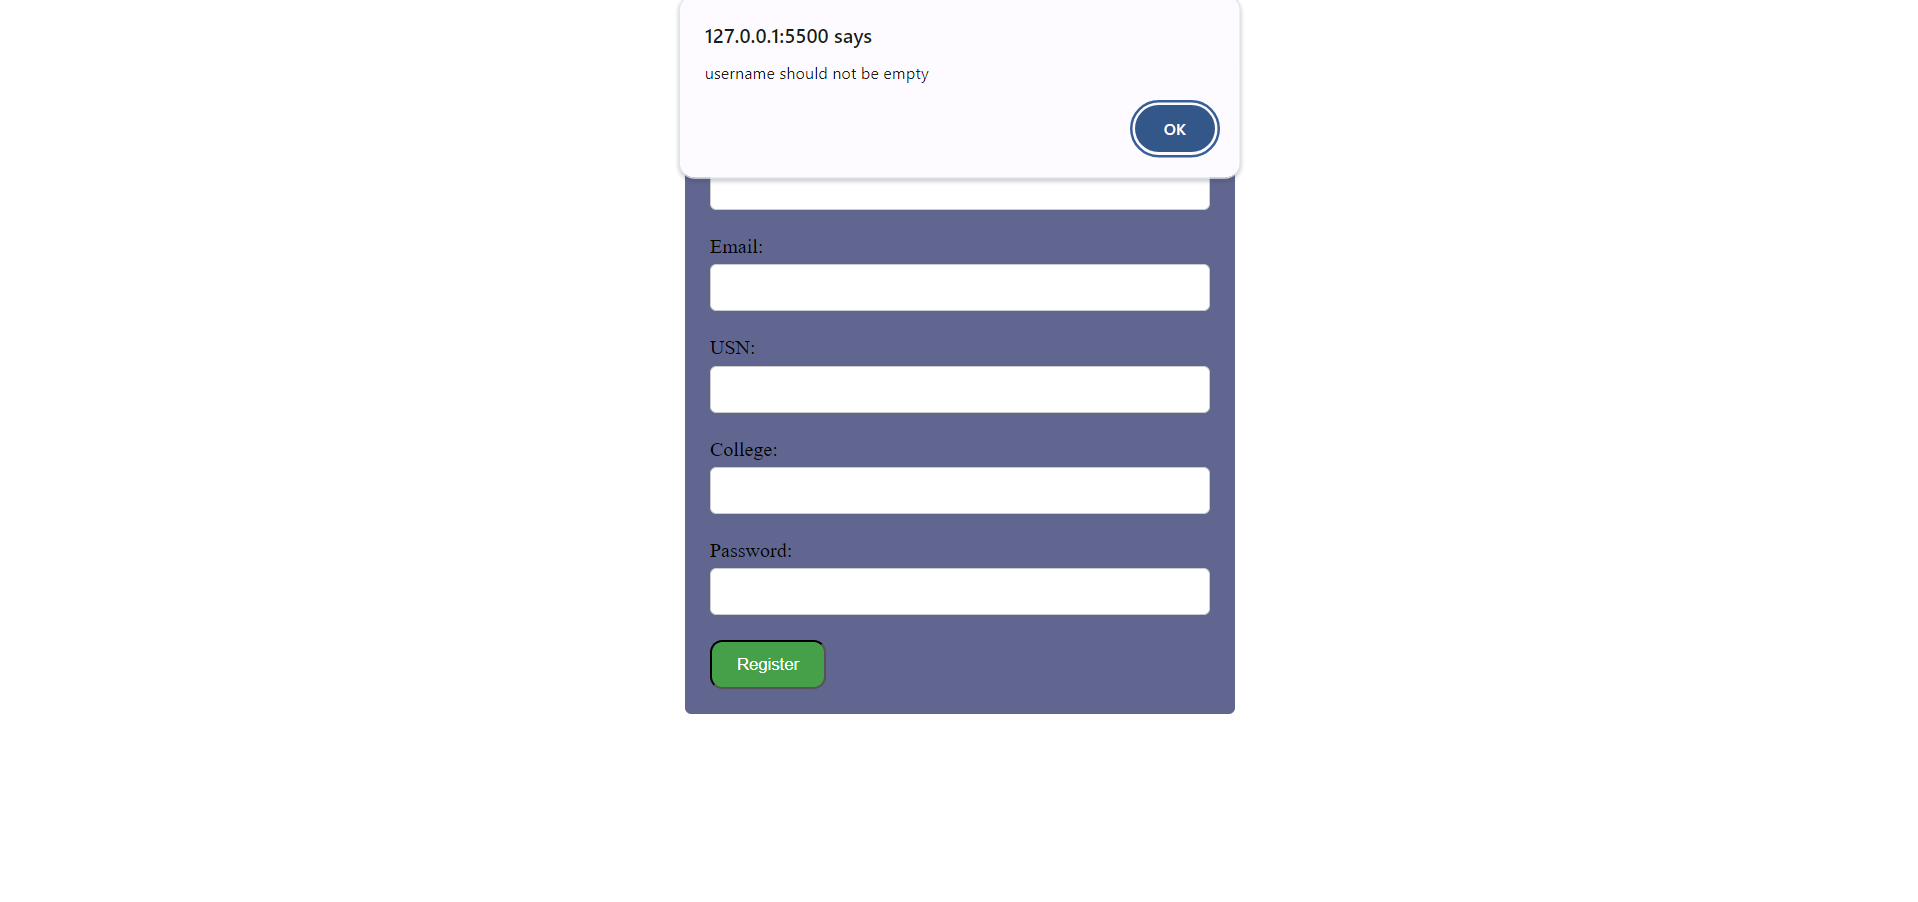 127.0.0.1:5500 says
username should not be empty
OK
Email:
USN:
College:
Password:
Register